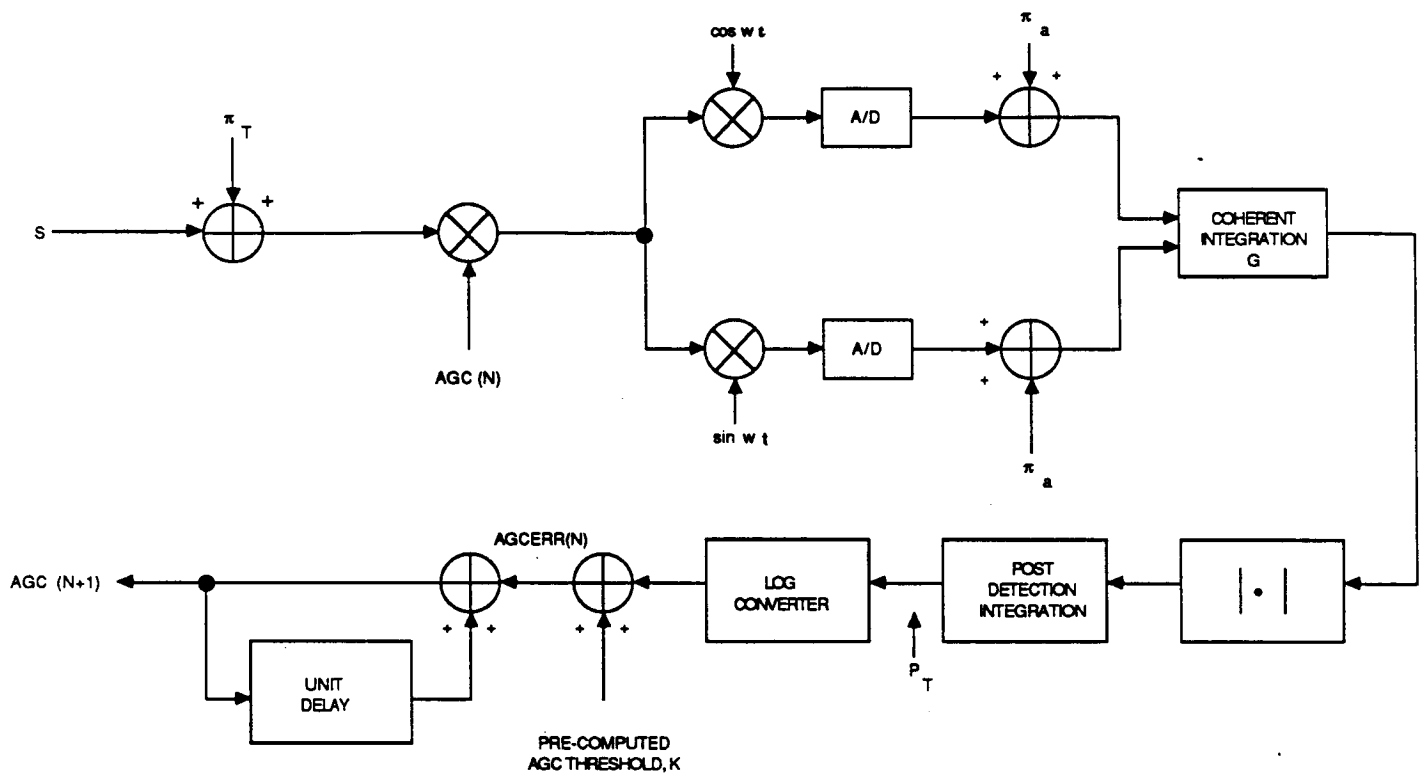 cos w t
π a
π T
A/D
+ +
+ +
S
COHERENT
INTEGRATION
G
AGC (N)
A/D
+
+
sin w t
π a
AGCERR(N)
AGC (N+1)
LOG
CONVERTER
POST
DETECTION
INTEGRATION
| • |
+ +
+ +
P T
UNIT
DELAY
PRE-COMPUTED
AGC THRESHOLD, K